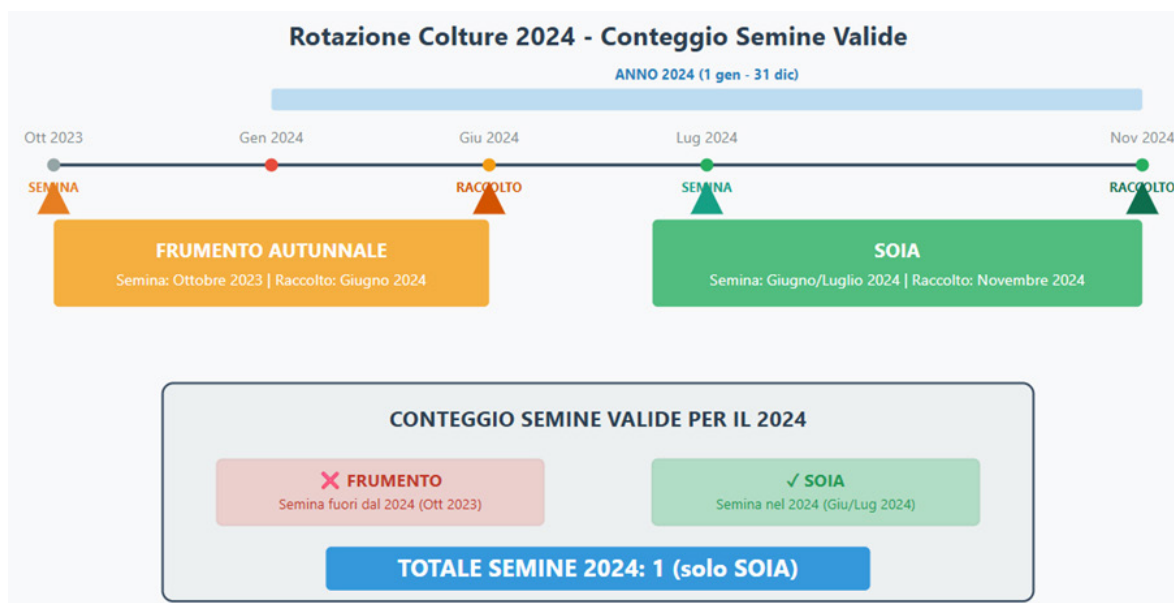 Rotazione Colture 2024 - Conteggio Semine Valide
ANNO 2024 (1 gen - 31 dic)
Ott 2023
Gen 2024
Giu 2024
Lug 2024
Nov 2024
SEMINA
RACCOLTO
SEMINA
RACCOLTO
FRUMENTO AUTUNNALE
Semina: Ottobre 2023 | Raccolto: Giugno 2024
SOIA
Semina: Giugno/Luglio 2024 | Raccolto: Novembre 2024
CONTEGGIO SEMINE VALIDE PER IL 2024
❌ FRUMENTO
Semina fuori dal 2024 (Ott 2023)
✓ SOIA
Semina nel 2024 (Giu/Lug 2024)
TOTALE SEMINE 2024: 1 (solo SOIA)